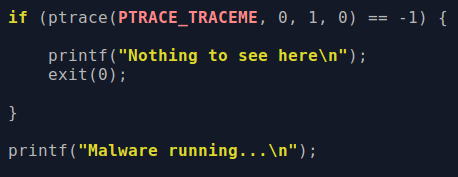 if (ptrace(PTRACE_TRACEME, 0, 1, 0) == -1) {
printf("Nothing to see here\n");
exit(0);
}
printf("Malware running...\n");